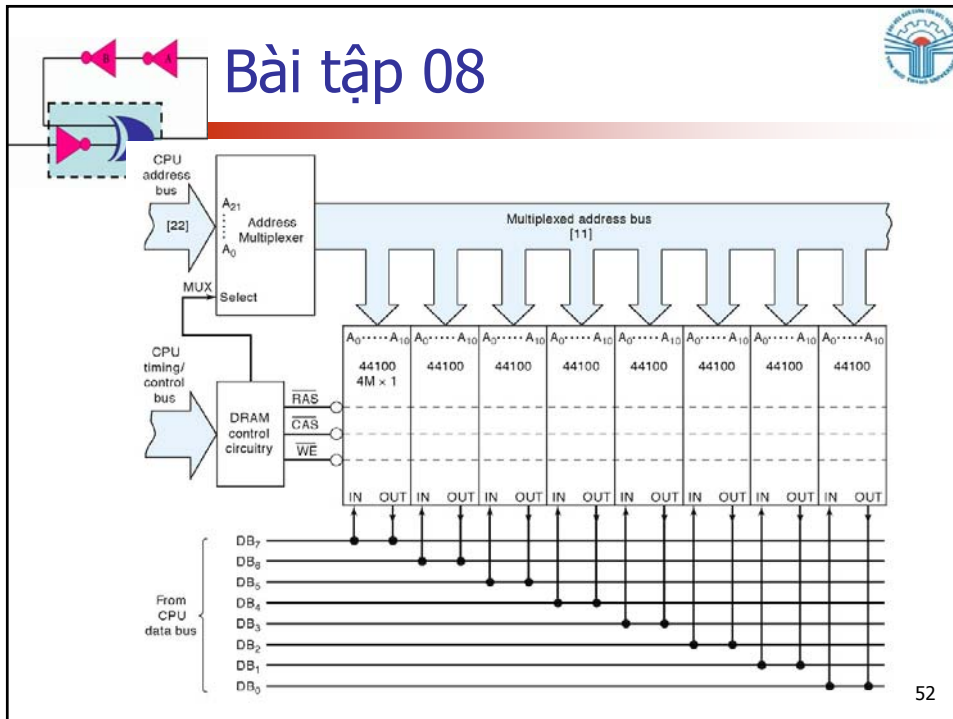 Bài tập 08
B
A
CPU
address
bus
[22]
A21
A0
Address
Multiplexer
MUX
Select
Multiplexed address bus
[11]
CPU
timing/
control
bus
DRAM
control
circuitry
RAS
CAS
WE
A0·····A10 A0·····A10 A0·····A10 A0·····A10 A0·····A10 A0·····A10 A0·····A10 A0·····A10
44100 44100 44100 44100 44100 44100 44100 44100
4M × 1
IN OUT IN OUT IN OUT IN OUT IN OUT IN OUT IN OUT IN OUT
From
CPU
data bus
DB7
DB6
DB5
DB4
DB3
DB2
DB1
DB0
52